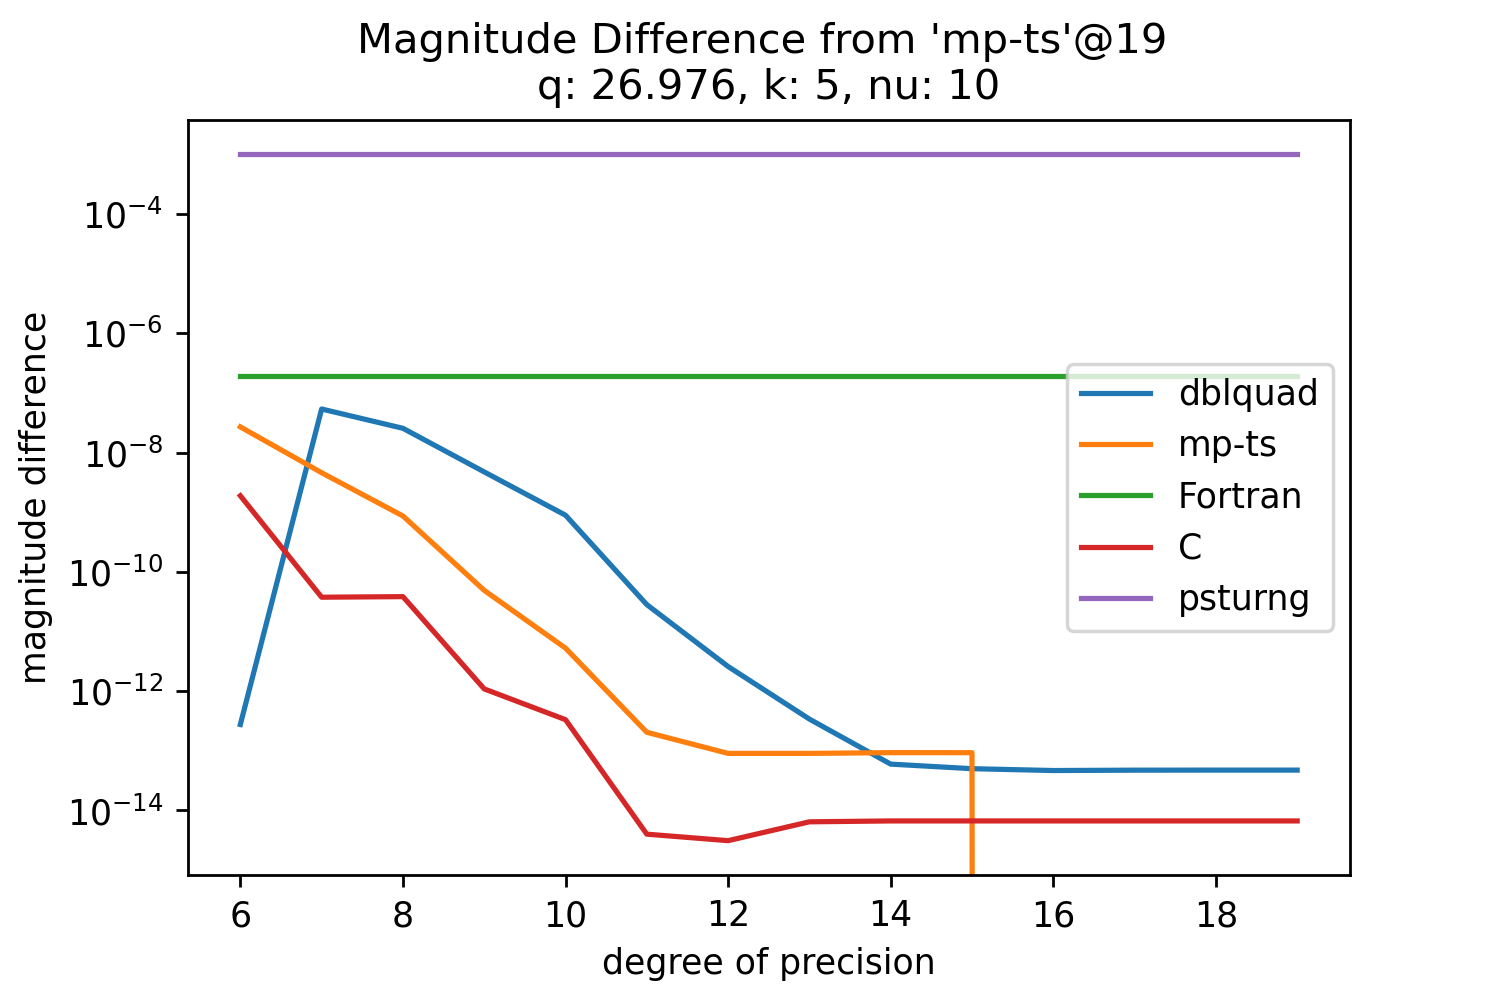 Magnitude Difference from 'mp-ts'@19
q: 26.976, k: 5, nu: 10
magnitude difference
10⁻⁴
10⁻⁶
10⁻⁸
10⁻¹⁰
10⁻¹²
10⁻¹⁴
dblquad
mp-ts
Fortran
C
psturng
6 8 10 12 14 16 18
degree of precision